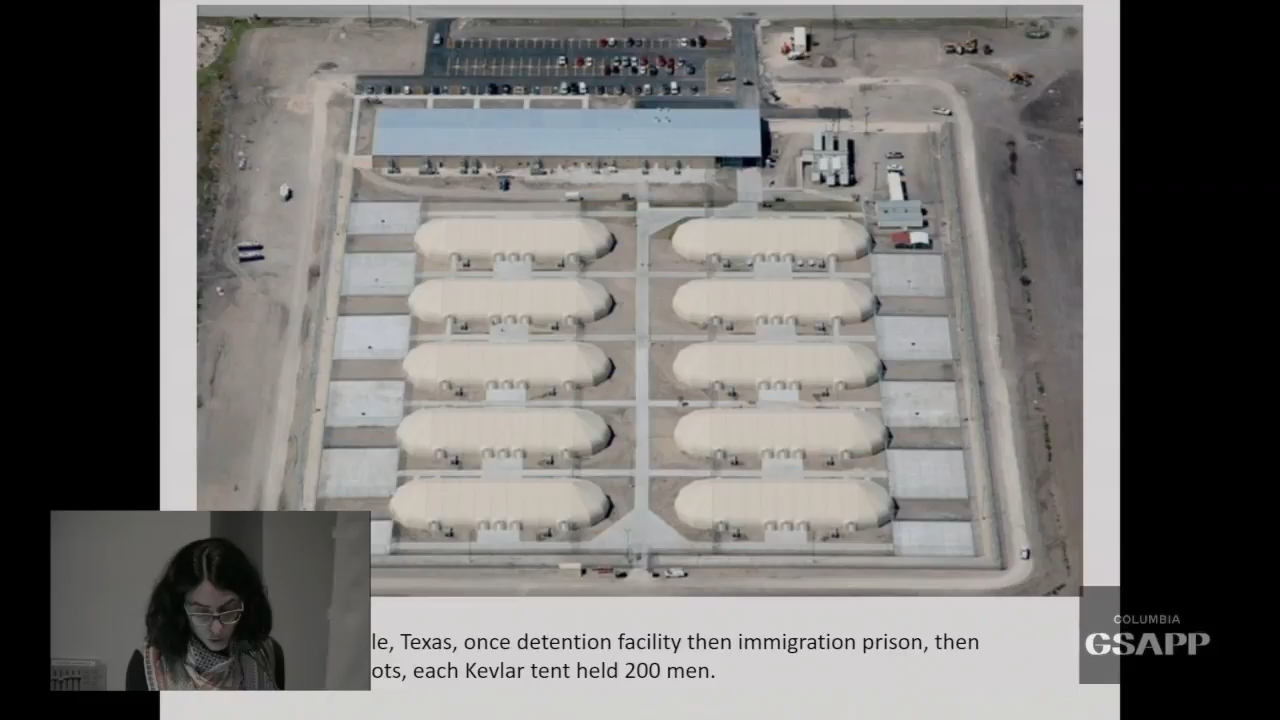 COLUMBIA
GSAPP
le, Texas, once detention facility then immigration prison, then
ots, each Kevlar tent held 200 men.